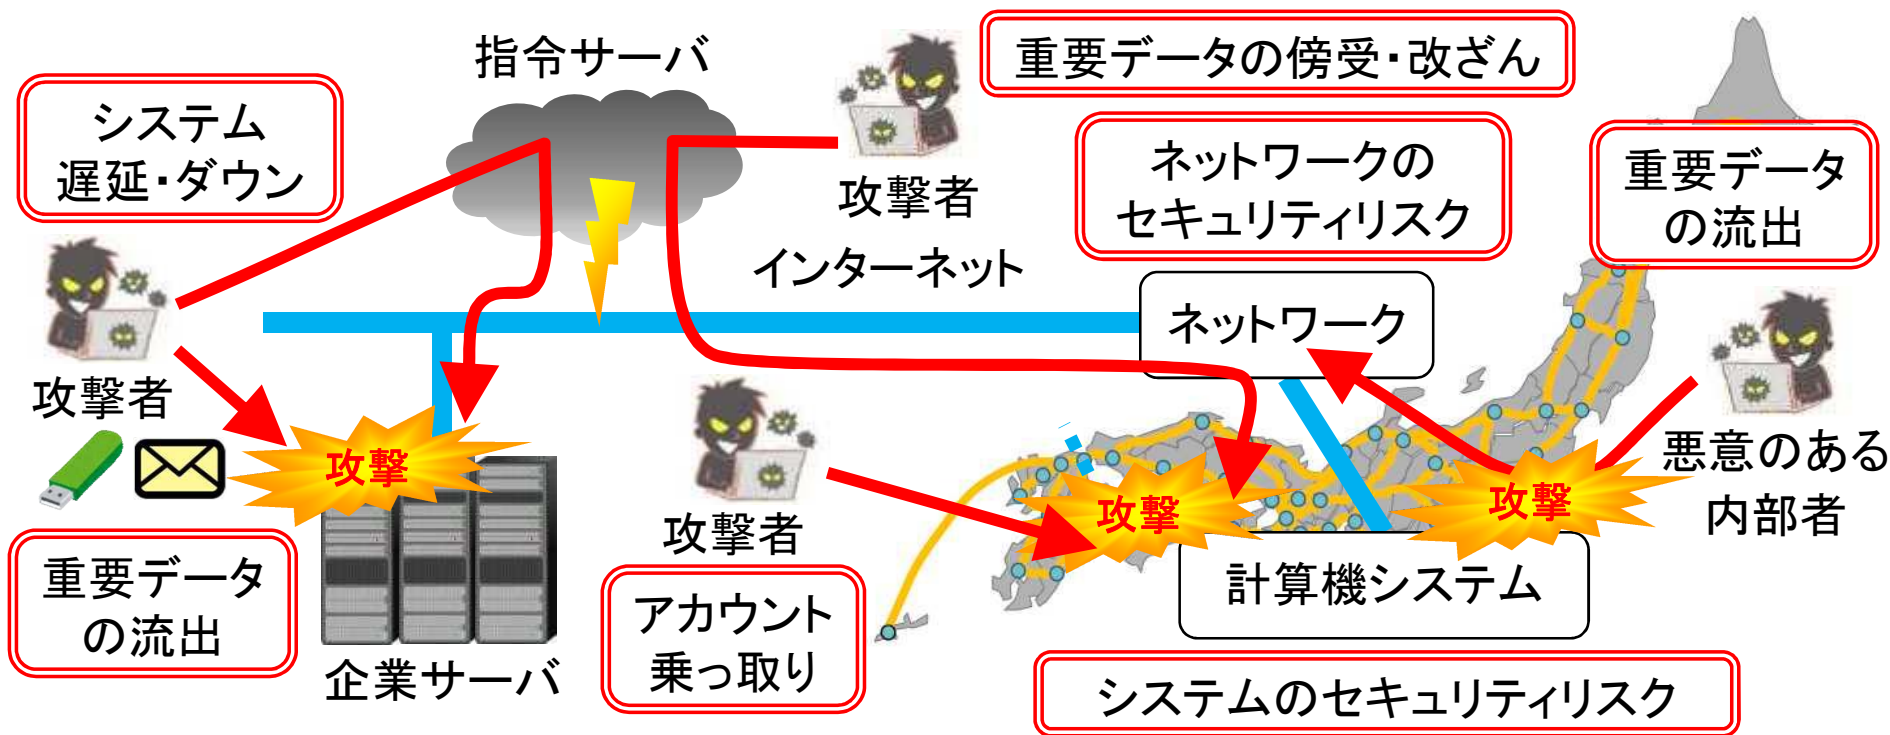 指令サーバ
重要データの傍受・改ざん
システム
遅延・ダウン
ネットワークの
セキュリティリスク
重要データ
の流出
攻撃者
インターネット
ネットワーク
攻撃者
攻撃
攻撃者
攻撃
攻撃
悪意のある
内部者
重要データ
の流出
企業サーバ
アカウント
乗っ取り
計算機システム
システムのセキュリティリスク